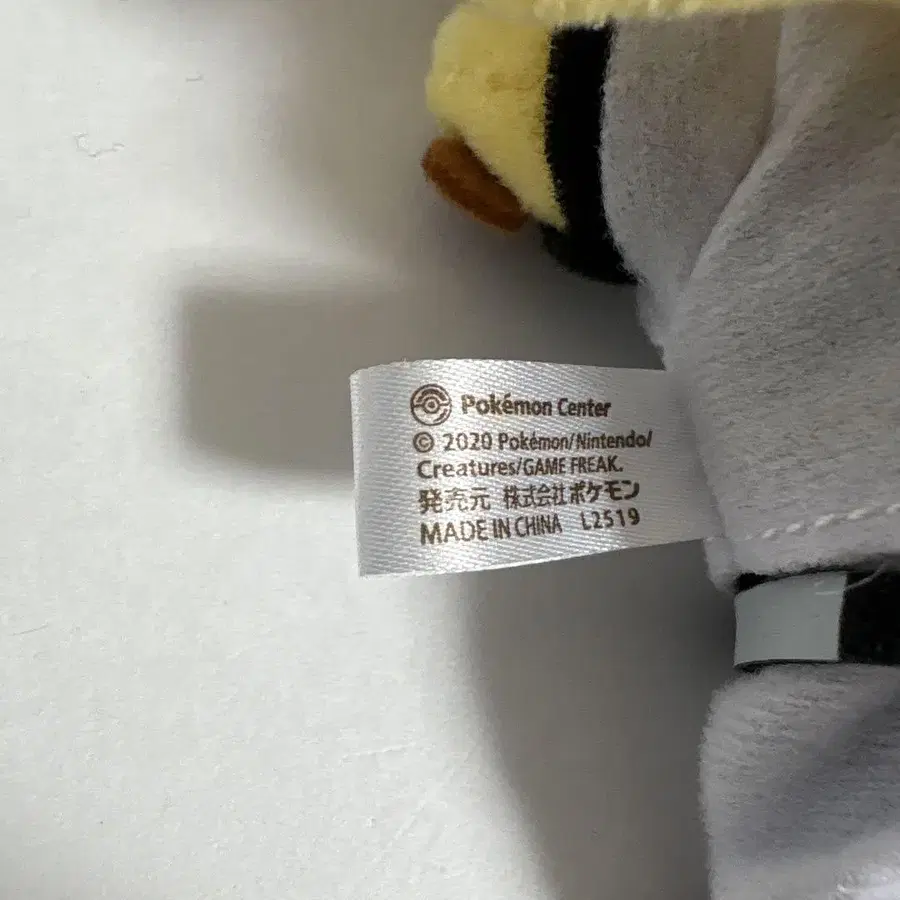 Pokémon Center
© 2020 Pokémon/Nintendo/
Creatures/GAME FREAK.
発売元 株式会社ポケモン
MADE IN CHINA L2519